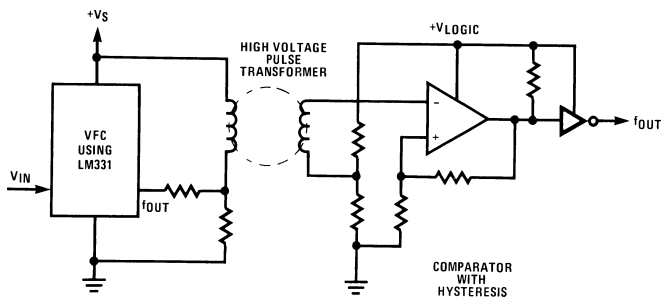 +VS
+VLOGIC
HIGH VOLTAGE
PULSE
TRANSFORMER
VFC
USING
LM331
−
+
fOUT
VIN
fOUT
COMPARATOR
WITH
HYSTERESIS